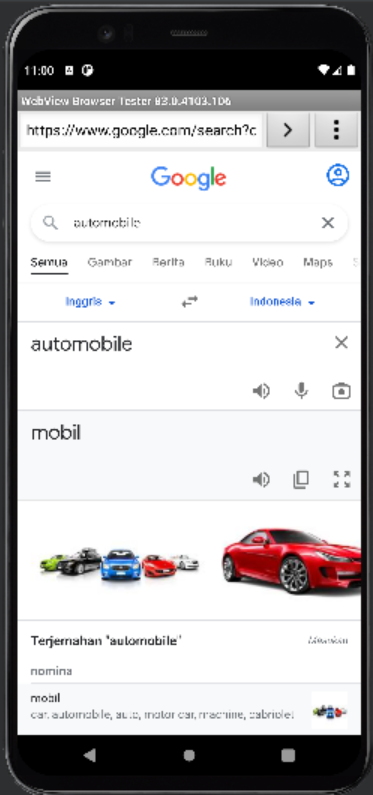 11:00
WebView Browser Tester 83.0.4103.106
https://www.google.com/search?c
Google
automobile
Semua Gambar Berita Buku Video Maps
Inggris Indonesia
automobile
mobil
Terjemahan "automobile"
nomina
mobil
car, automobile, auto, motor car, machine, cabriolet